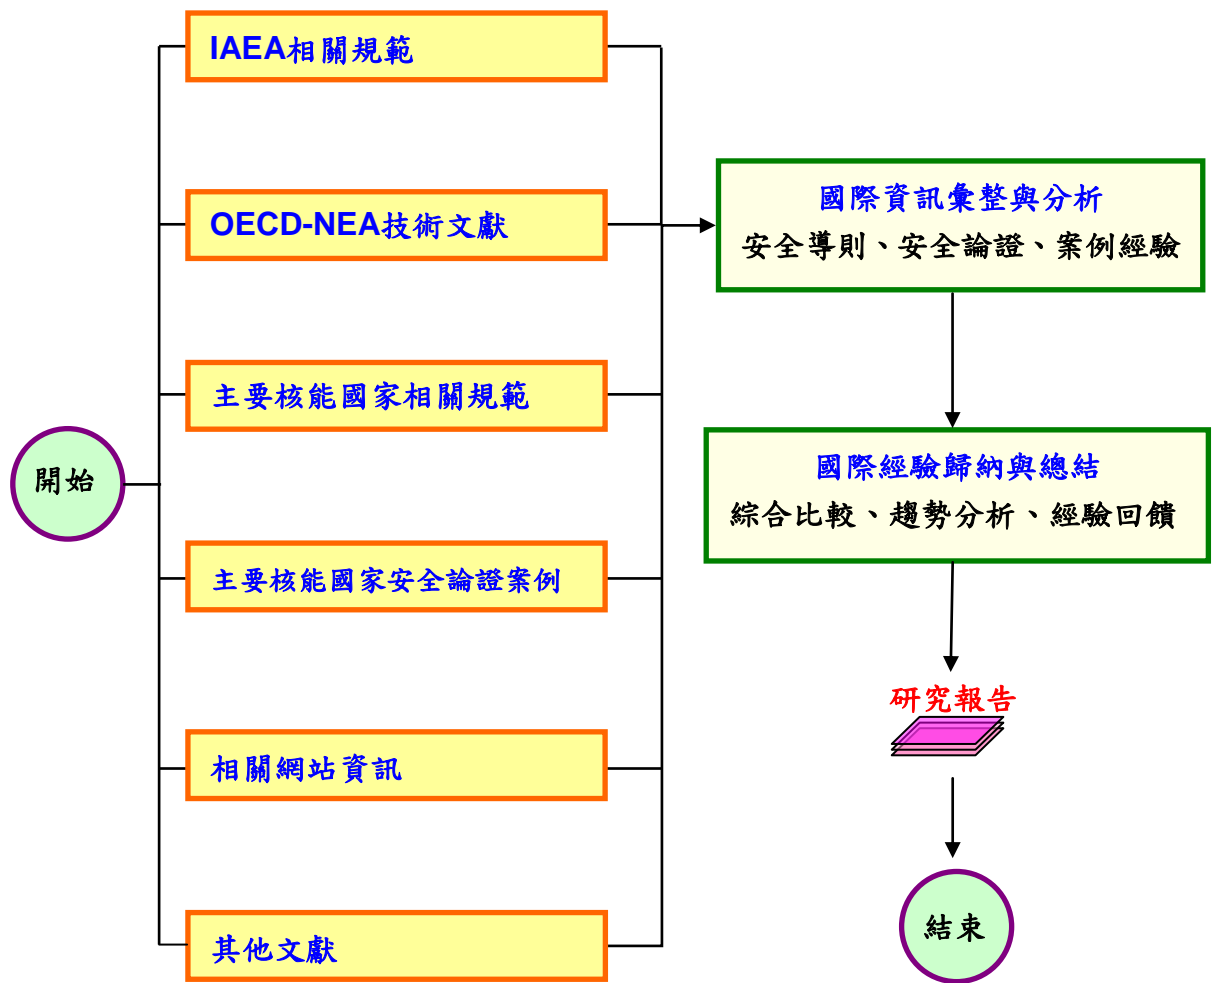 IAEA相關規範
OECD-NEA技術文獻
主要核能國家相關規範
開始
主要核能國家安全論證案例
相關網站資訊
其他文獻
國際資訊彙整與分析
安全導則、安全論證、案例經驗
國際經驗歸納與總結
綜合比較、趨勢分析、經驗回饋
研究報告
結束